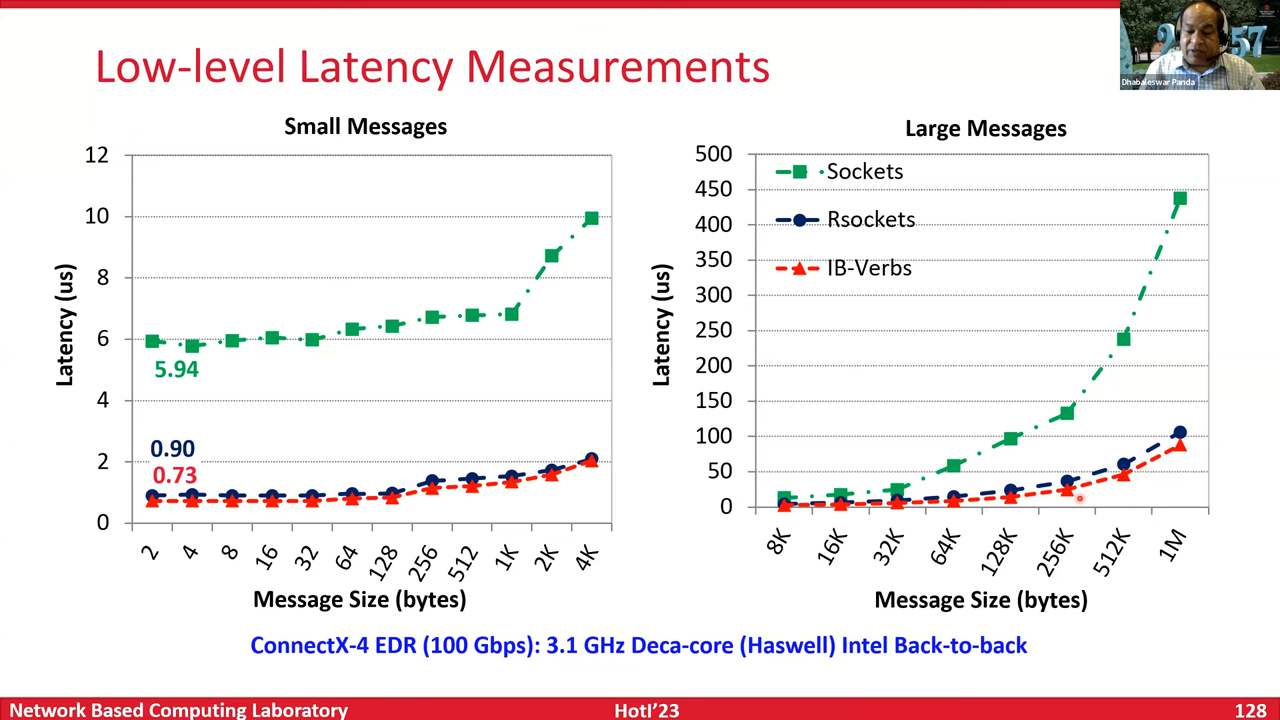 Low-level Latency Measurements
Dhabaleswar Panda
57
Small Messages
12
10
8
6
4
2
0
Latency (us)
5.94
0.90
0.73
2
4
8
16
32
64
128
256
512
1K
2K
4K
Message Size (bytes)
Large Messages
500
450
400
350
300
250
200
150
100
50
0
Latency (us)
Sockets
Rsockets
IB-Verbs
8K
16K
32K
64K
128K
256K
512K
1M
Message Size (bytes)
ConnectX-4 EDR (100 Gbps): 3.1 GHz Deca-core (Haswell) Intel Back-to-back
Network Based Computing Laboratory
HotI’23
128